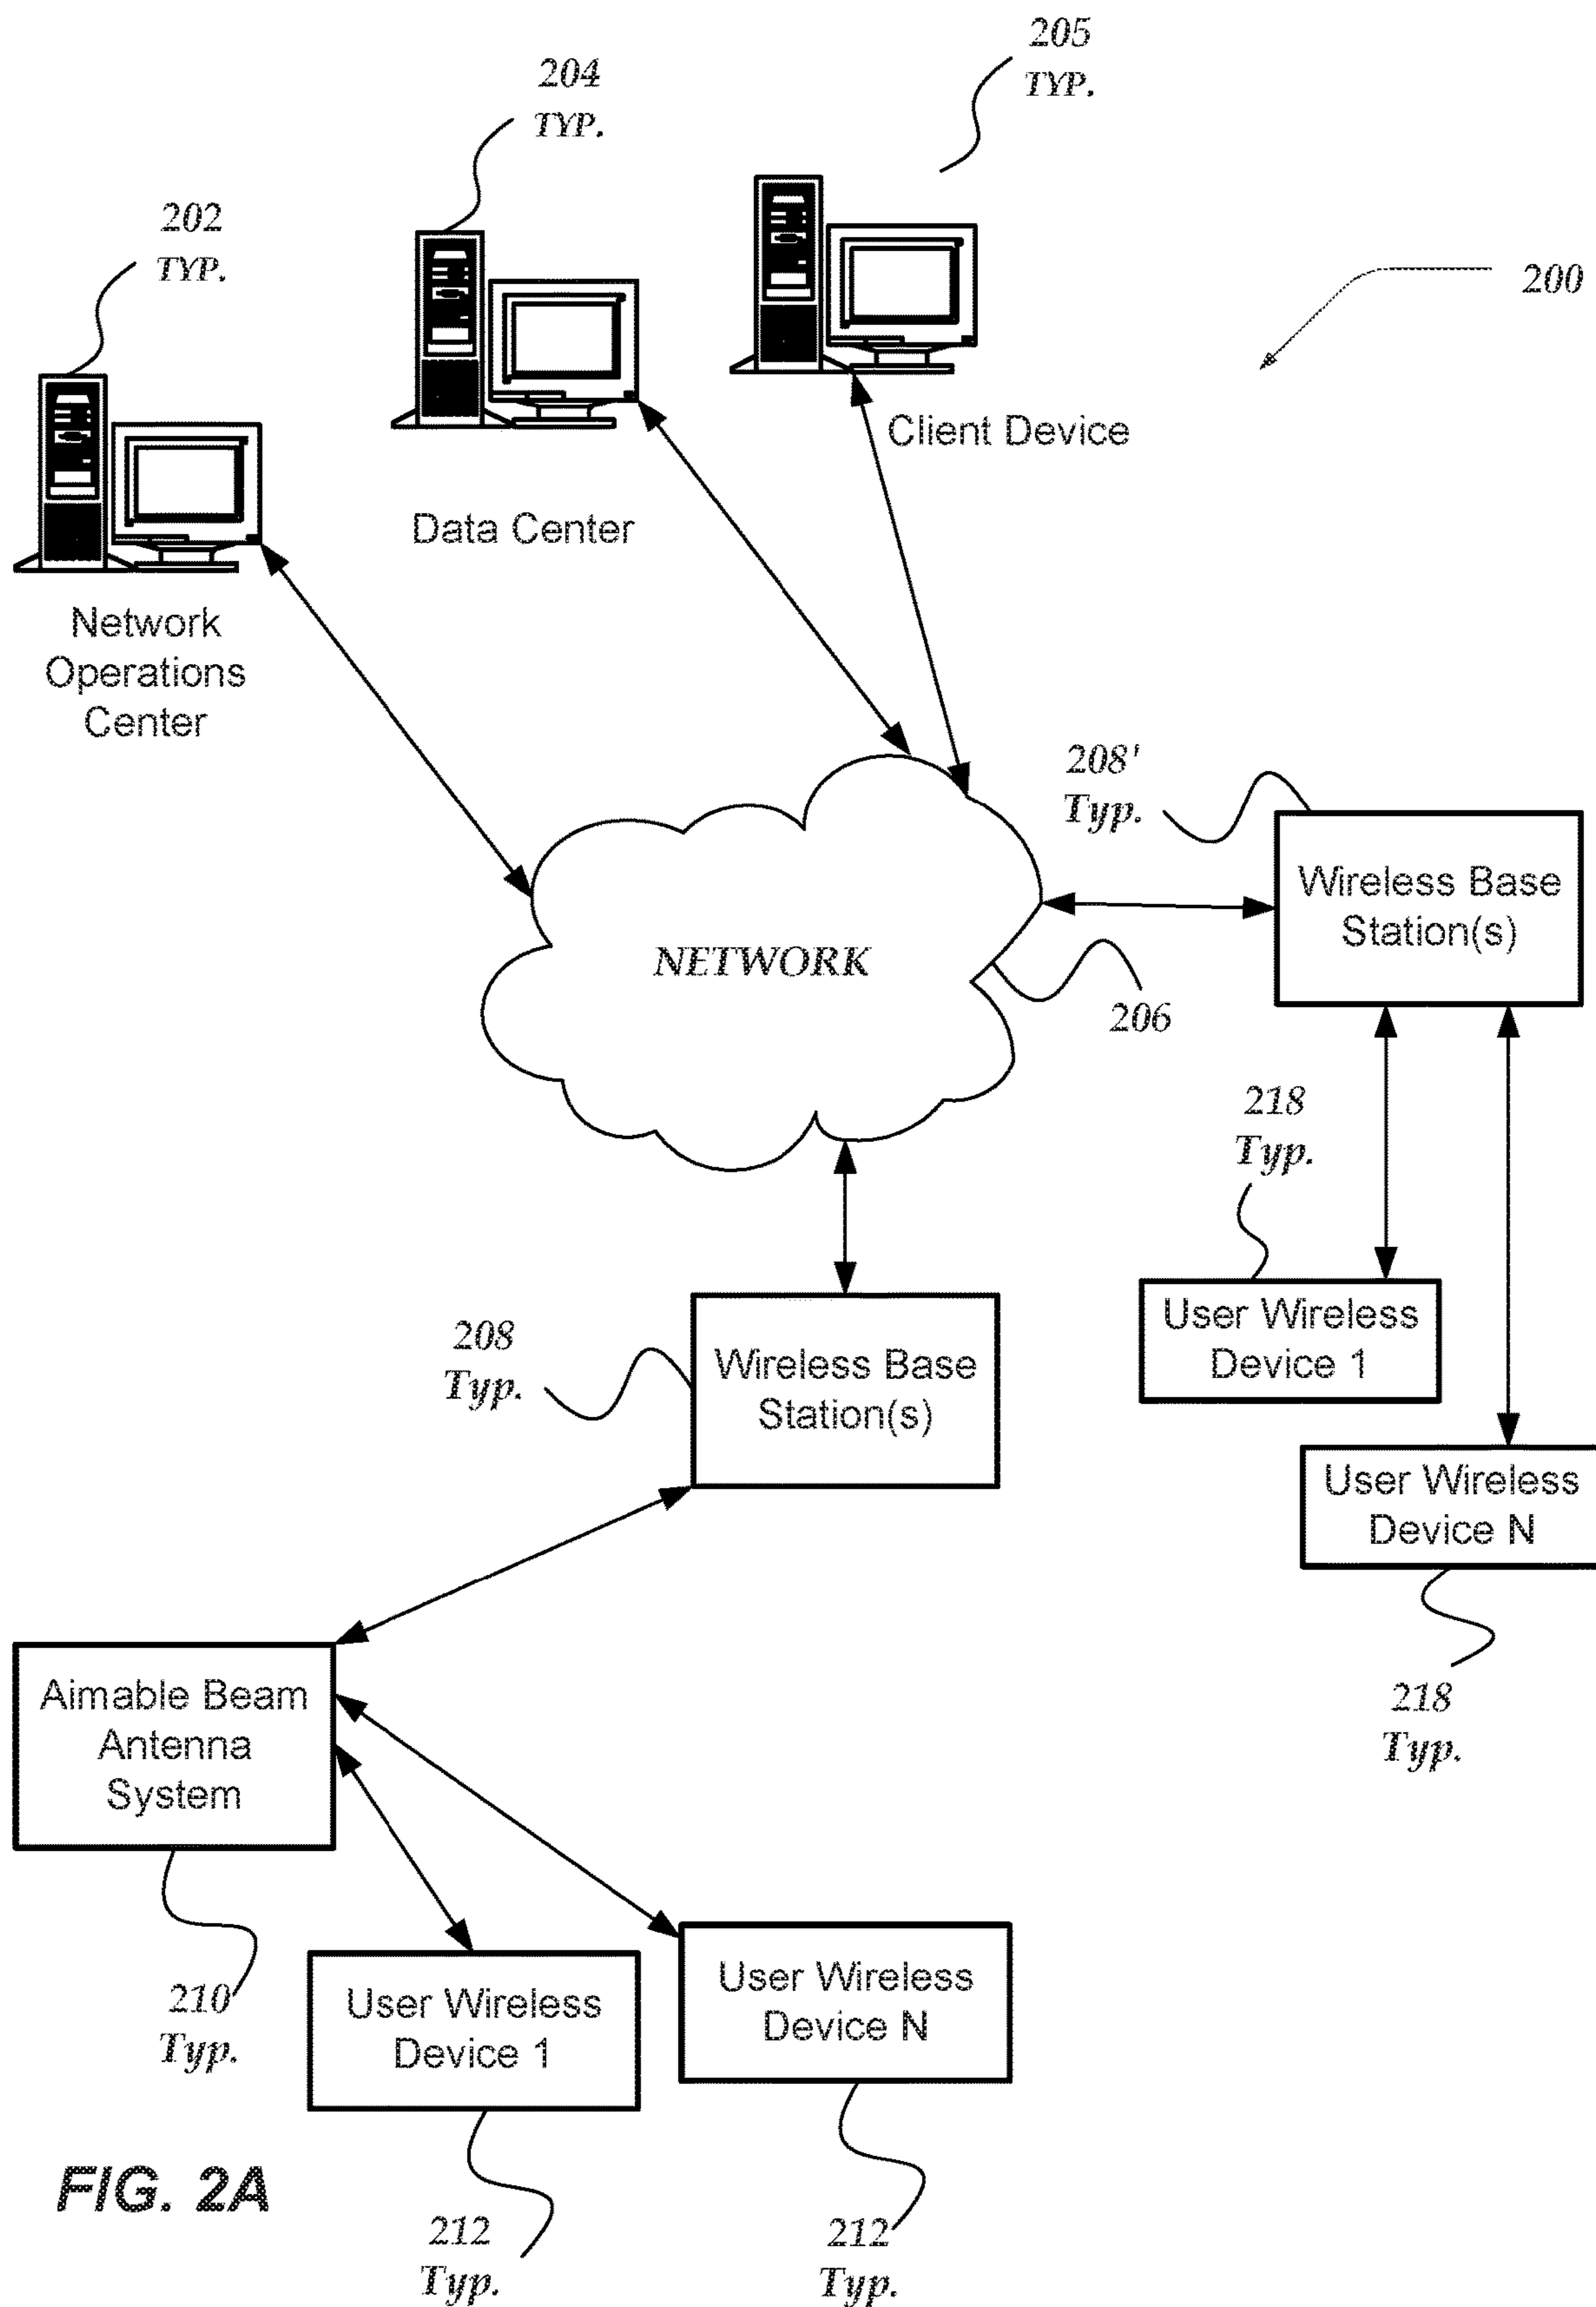 205
TYP.
204
TYP.
202
TYP.
200
Client Device
Data Center
Network
Operations
Center
208'
Typ.
Wireless Base
Station(s)
NETWORK
206
218
Typ.
User Wireless
Device 1
208
Typ.
Wireless Base
Station(s)
User Wireless
Device N
218
Typ.
Aimable Beam
Antenna
System
210
Typ.
User Wireless
Device 1
User Wireless
Device N
FIG. 2A
212
Typ.
212
Typ.